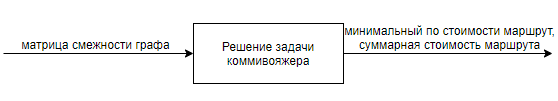 матрица смежности графа
Решение задачи
коммивояжера
минимальный по стоимости маршрут,
суммарная стоимость маршрута